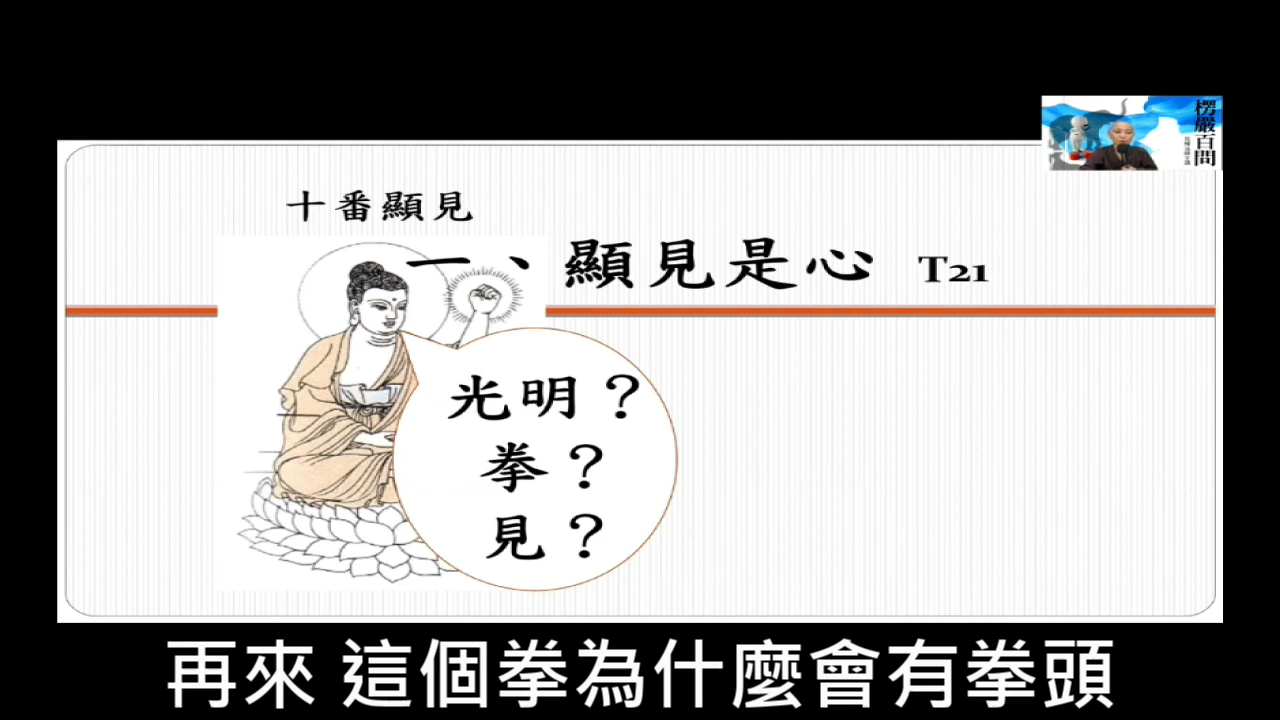 楞嚴百問
十番顯見
一、顯見是心 T21
光明？
拳？
見？
再來 這個拳為什麼會有拳頭